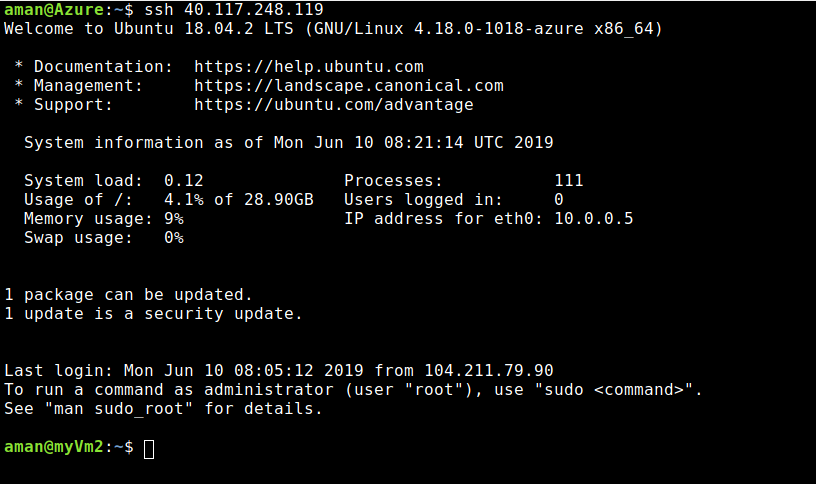 aman@Azure:~$ ssh 40.117.248.119
Welcome to Ubuntu 18.04.2 LTS (GNU/Linux 4.18.0-1018-azure x86_64)
* Documentation:  https://help.ubuntu.com
* Management:     https://landscape.canonical.com
* Support:        https://ubuntu.com/advantage
System information as of Mon Jun 10 08:21:14 UTC 2019
System load:  0.12              Processes:           111
Usage of /:   4.1% of 28.90GB   Users logged in:     0
Memory usage: 9%                IP address for eth0: 10.0.0.5
Swap usage:   0%
1 package can be updated.
1 update is a security update.
Last login: Mon Jun 10 08:05:12 2019 from 104.211.79.90
To run a command as administrator (user "root"), use "sudo <command>".
See "man sudo_root" for details.
aman@myVm2:~$